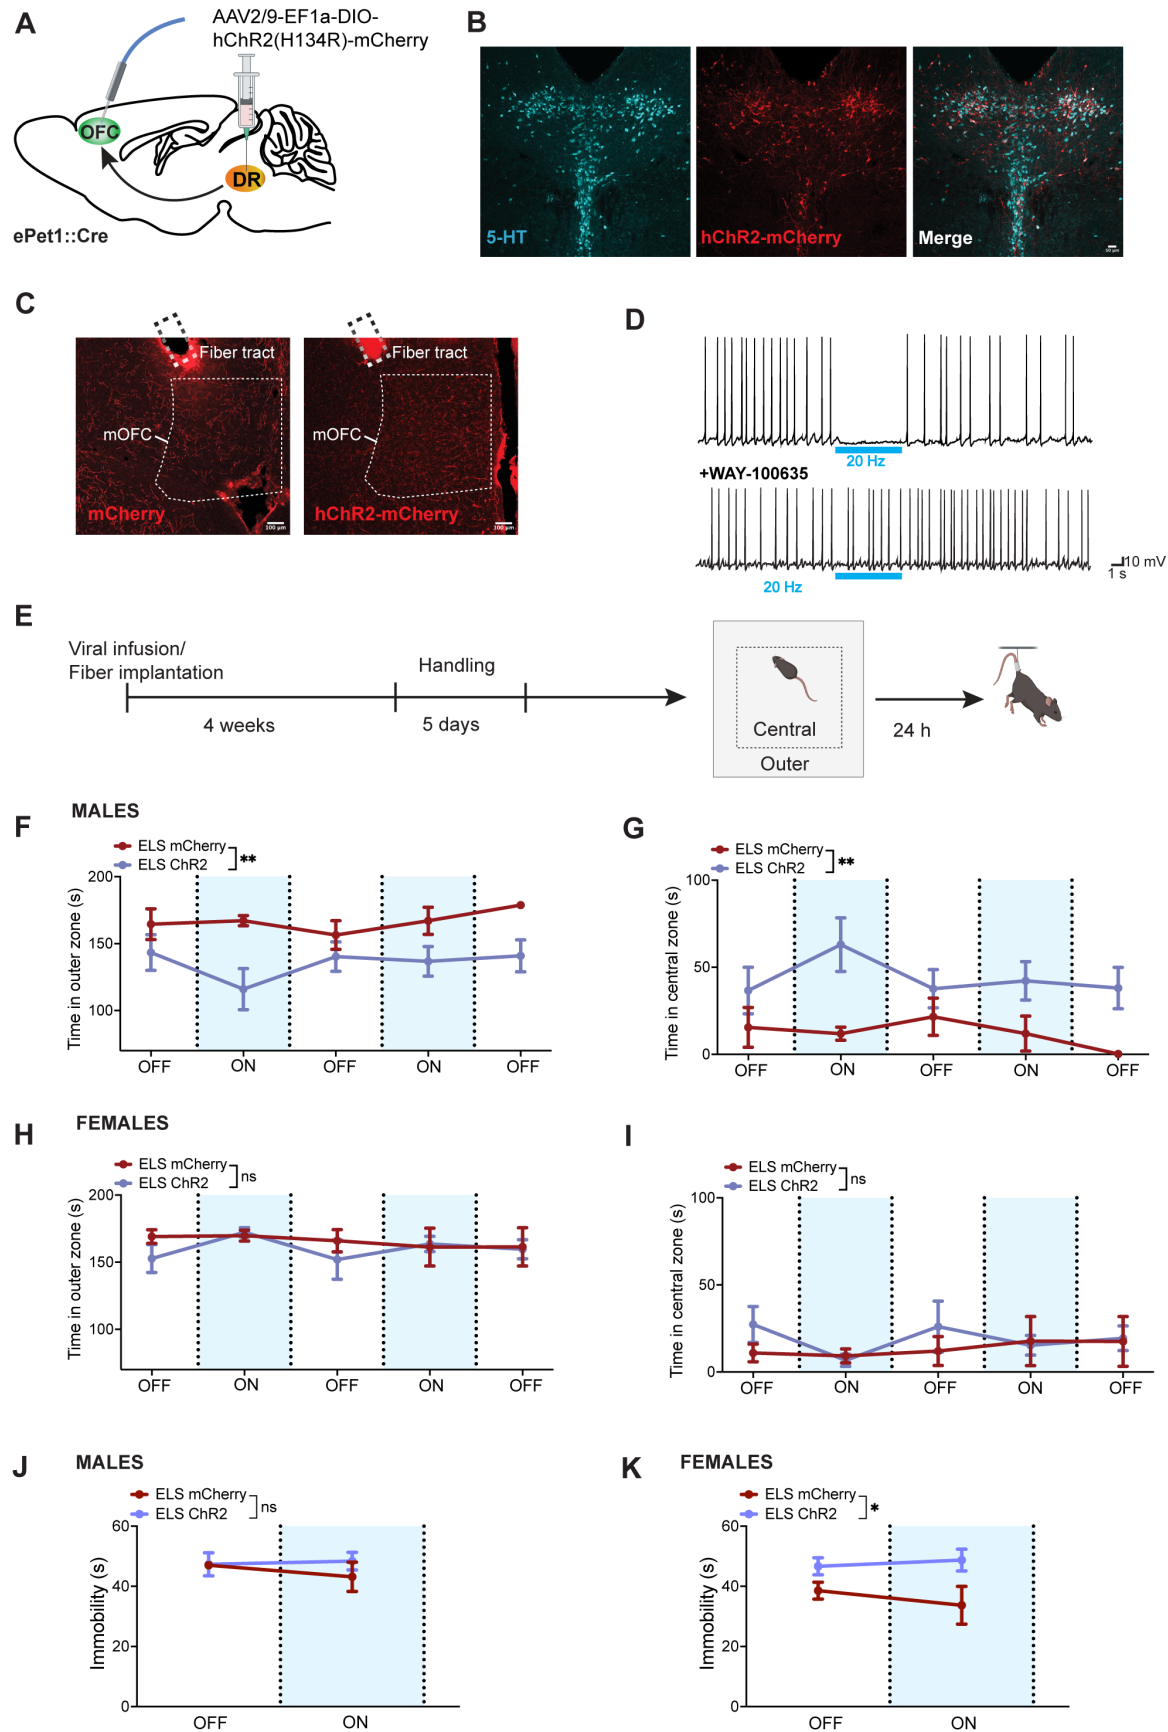 A
AAV2/9-EF1a-DIO-
hChR2(H134R)-mCherry
OFC
DR
ePet1::Cre
B
5-HT
hChR2-mCherry
Merge
50 µm
C
Fiber tract
mOFC
mCherry
100 µm
Fiber tract
mOFC
hChR2-mCherry
100 µm
D
20 Hz
+WAY-100635
20 Hz
10 mV
1 s
E
Viral infusion/
Fiber implantation
Handling
4 weeks
5 days
Central
Outer
24 h
MALES
F
ELS mCherry
ELS ChR2
**
Time in outer zone (s)
200
150
100
OFF
ON
OFF
ON
OFF
G
ELS mCherry
ELS ChR2
**
Time in central zone (s)
100
50
0
OFF
ON
OFF
ON
OFF
FEMALES
H
ELS mCherry
ELS ChR2
ns
Time in outer zone (s)
200
150
100
OFF
ON
OFF
ON
OFF
I
ELS mCherry
ELS ChR2
ns
Time in central zone (s)
100
50
0
OFF
ON
OFF
ON
OFF
J
MALES
ELS mCherry
ELS ChR2
ns
Immobility (s)
60
40
20
0
OFF
ON
K
FEMALES
ELS mCherry
ELS ChR2
*
Immobility (s)
60
40
20
0
OFF
ON